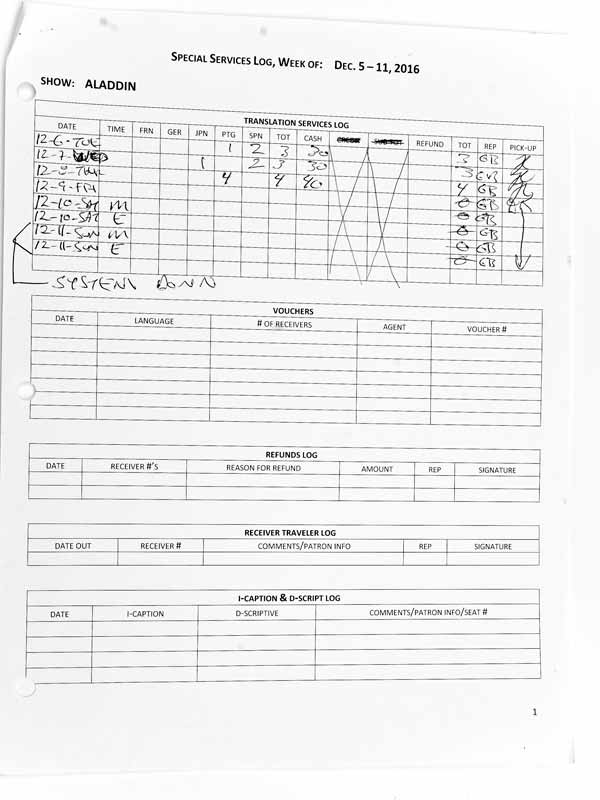 SPECIAL SERVICES LOG, WEEK OF: DEC. 5 – 11, 2016
SHOW: ALADDIN
TRANSLATION SERVICES LOG
DATE TIME FRN GER JPN PTG SPN TOT CASH CREDIT SUB TOT REFUND TOT REP PICK-UP
12-6-TUE 1 2 3 30 3 GB
12-7-WED 1 2 3 30 3 GB
12-8-THU 4 4 40 4 GB
12-9-FRI 0 GB
12-10-SAT M 0 GB
12-10-SAT E 0 GB
12-11-SUN M 0 GB
12-11-SUN E 0 GB
SYSTEM DOWN
VOUCHERS
DATE LANGUAGE # OF RECEIVERS AGENT VOUCHER #
REFUNDS LOG
DATE RECEIVER #'S REASON FOR REFUND AMOUNT REP SIGNATURE
RECEIVER TRAVELER LOG
DATE OUT RECEIVER # COMMENTS/PATRON INFO REP SIGNATURE
I-CAPTION & D-SCRIPT LOG
DATE I-CAPTION D-SCRIPTIVE COMMENTS/PATRON INFO/SEAT #
1